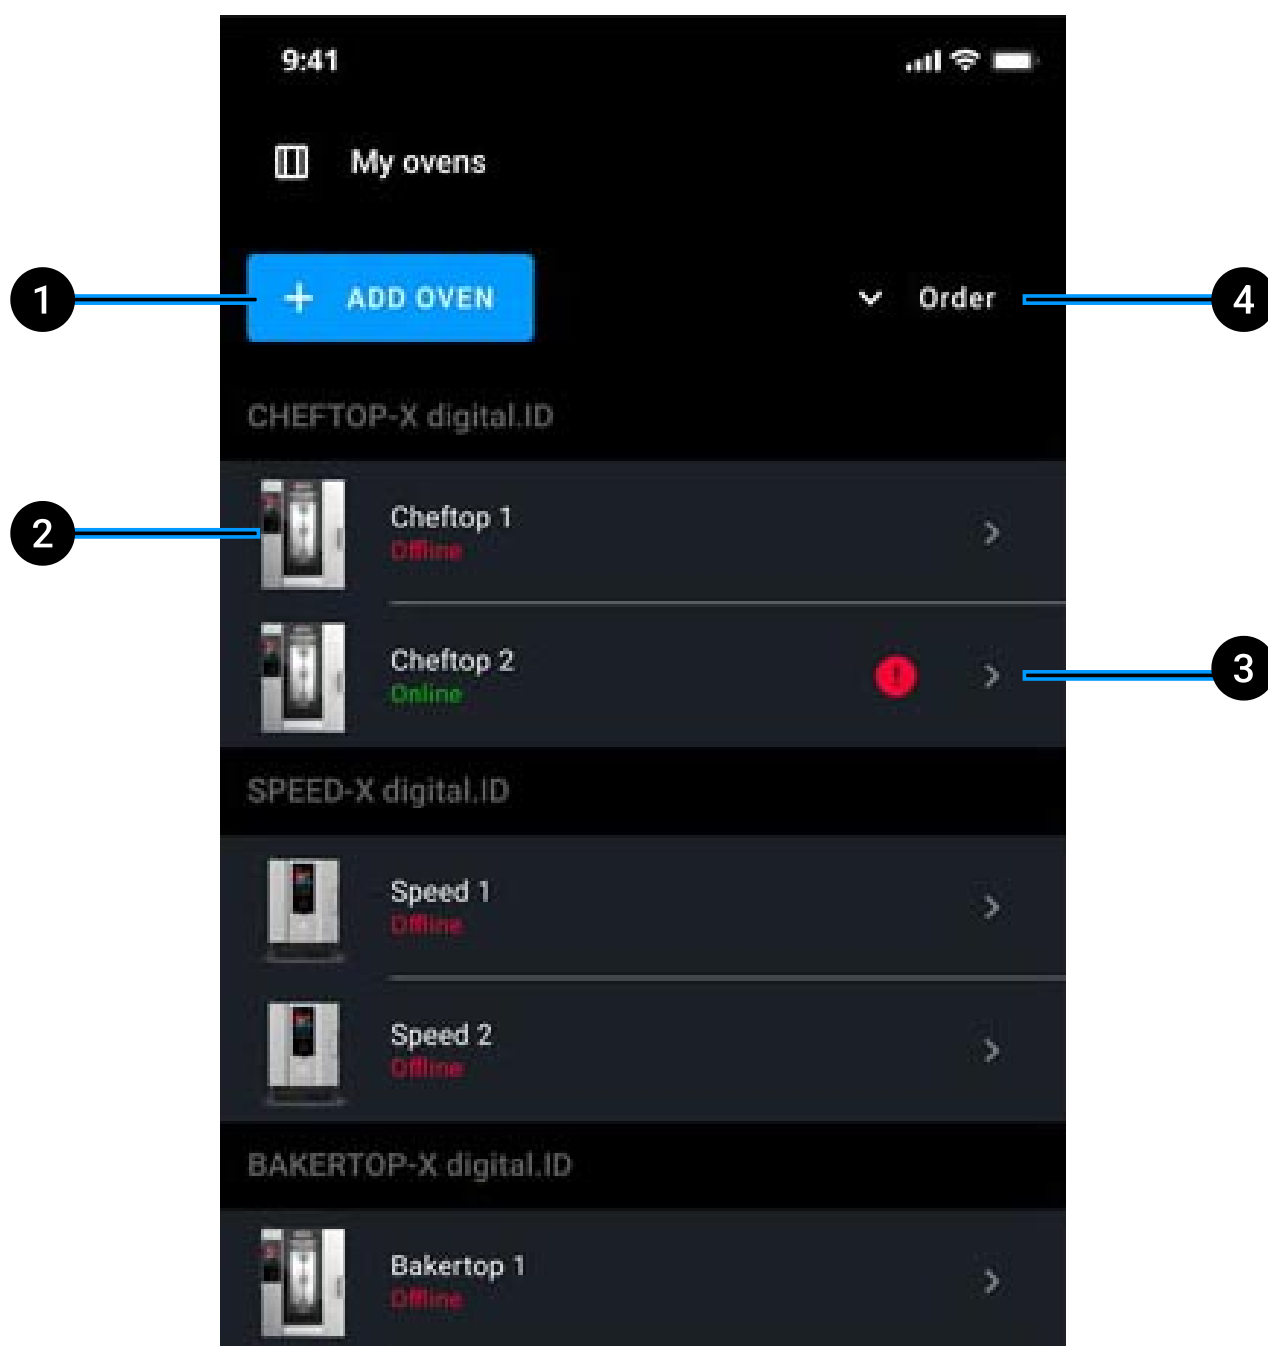 9:41
My ovens
1
+ ADD OVEN
Order
4
CHEFTOP-X digital.ID
2
Cheftop 1
Offline
Cheftop 2
Online
!
3
SPEED-X digital.ID
Speed 1
Offline
Speed 2
Offline
BAKERTOP-X digital.ID
Bakertop 1
Offline